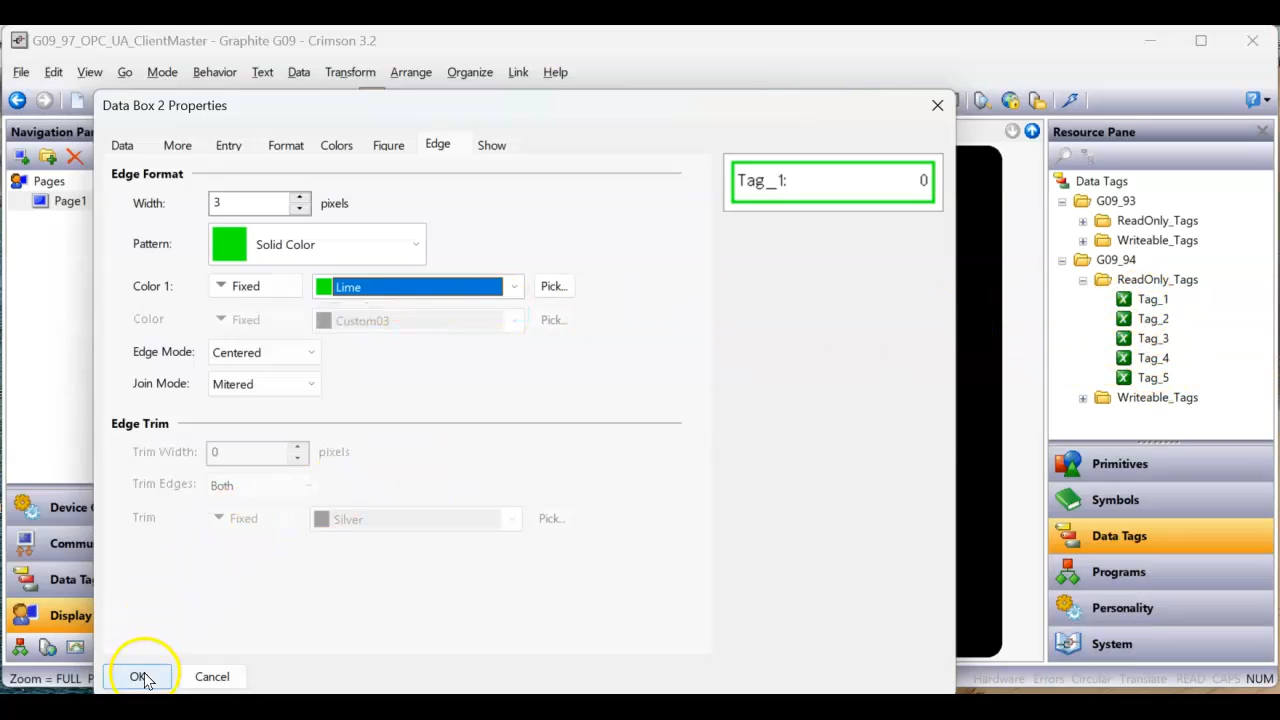 G09_97_OPC_UA_ClientMaster - Graphite G09 - Crimson 3.2
File Edit View Go Mode Behavior Text Data Transform Arrange Organize Link Help
Navigation Pa
Pages
Page1
Device
Commu
Data Ta
Display
Zoom = FULL
Data Box 2 Properties
Data More Entry Format Colors Figure Edge Show
Edge Format
Width: 3 pixels
Pattern: Solid Color
Color 1: Fixed Lime Pick...
Color Fixed Custom03 Pick...
Edge Mode: Centered
Join Mode: Mitered
Edge Trim
Trim Width: 0 pixels
Trim Edges: Both
Trim Fixed Silver Pick...
OK Cancel
Tag_1: 0
Resource Pane
Data Tags
G09_93
ReadOnly_Tags
Writeable_Tags
G09_94
ReadOnly_Tags
Tag_1
Tag_2
Tag_3
Tag_4
Tag_5
Writeable_Tags
Primitives
Symbols
Data Tags
Programs
Personality
System
Hardware Errors Circular Translate READ CAPS NUM